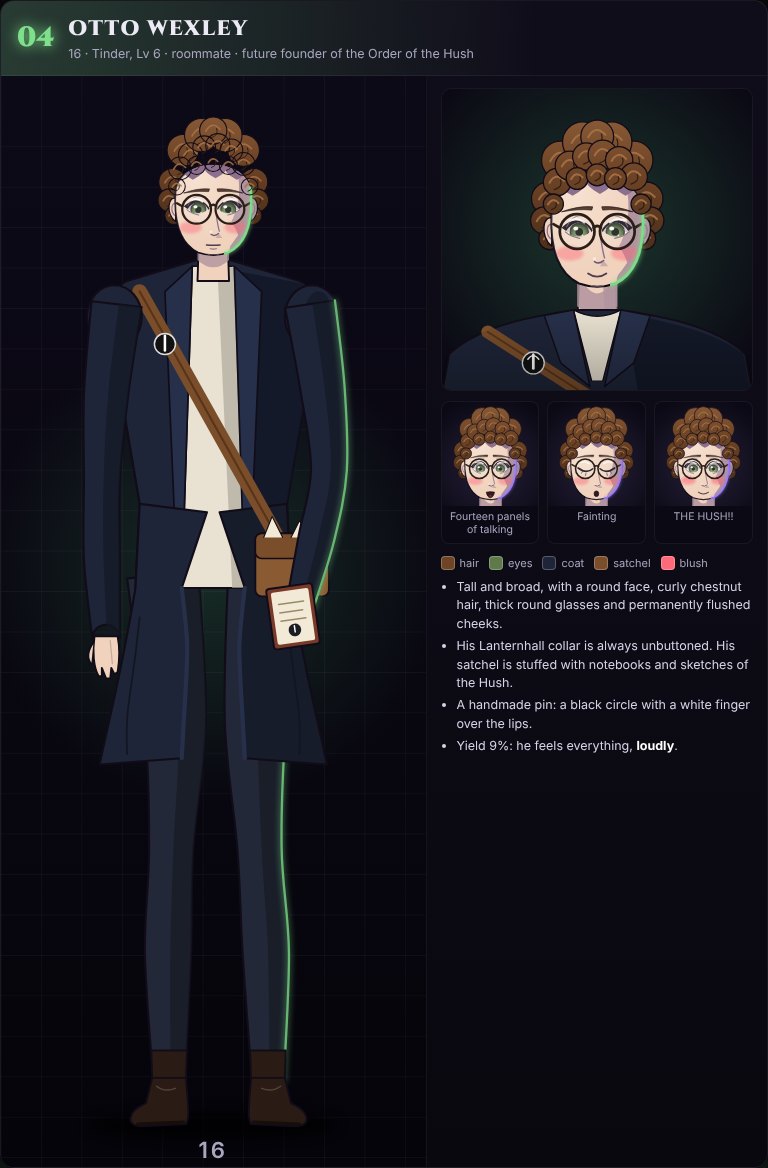 04 OTTO WEXLEY
16 · Tinder, Lv 6 · roommate · future founder of the Order of the Hush
Fourteen panels
of talking
Fainting
THE HUSH!!
hair eyes coat satchel blush
• Tall and broad, with a round face, curly chestnut
hair, thick round glasses and permanently flushed
cheeks.
• His Lanternhall collar is always unbuttoned. His
satchel is stuffed with notebooks and sketches of
the Hush.
• A handmade pin: a black circle with a white finger
over the lips.
• Yield 9%: he feels everything, loudly.
16